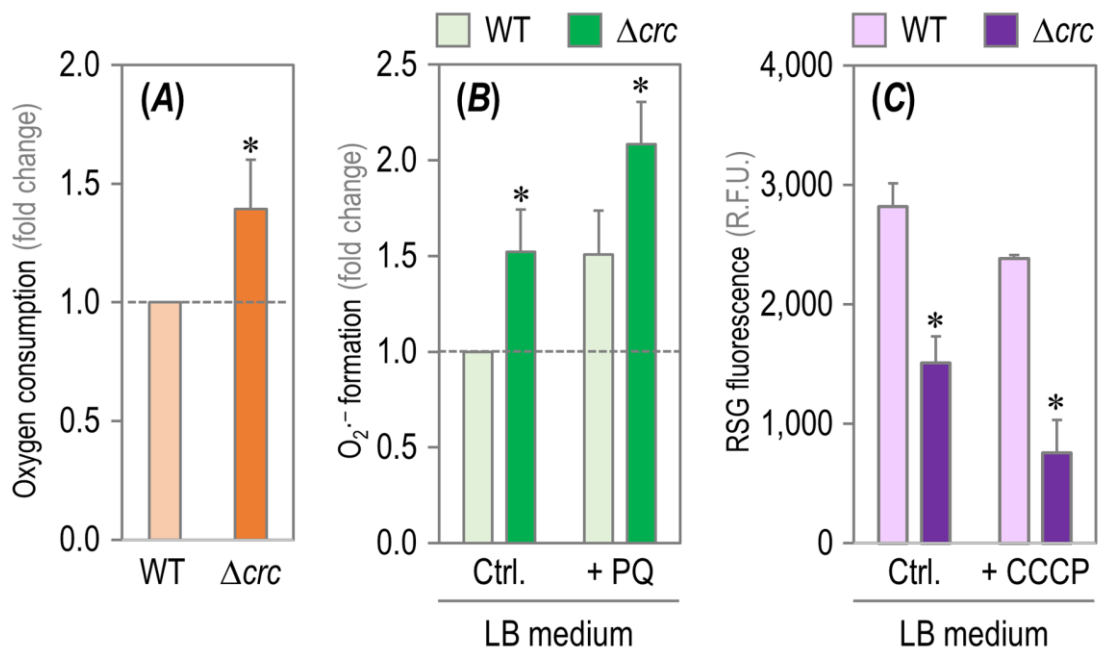 (A)
Oxygen consumption (fold change)
2.0
1.5
1.0
0.5
0.0
*
WT
Δcrc
WT
Δcrc
(B)
O₂·⁻ formation (fold change)
2.5
2.0
1.5
1.0
0.5
0.0
*
*
Ctrl.
+ PQ
LB medium
WT
Δcrc
(C)
RSG fluorescence (R.F.U.)
4,000
3,000
2,000
1,000
0
*
*
Ctrl.
+ CCCP
LB medium